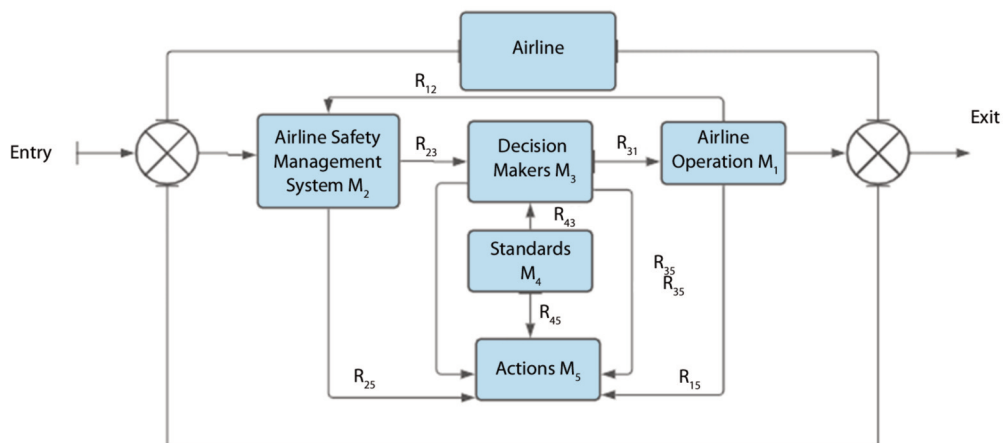 Airline
R₁₂
Exit
Entry
Airline Safety
Management
System M₂
R₂₃
Decision
Makers M₃
R₃₁
Airline
Operation M₁
R₄₃
Standards
M₄
R₃₅
R₃₅
R₄₅
Actions M₅
R₂₅
R₁₅